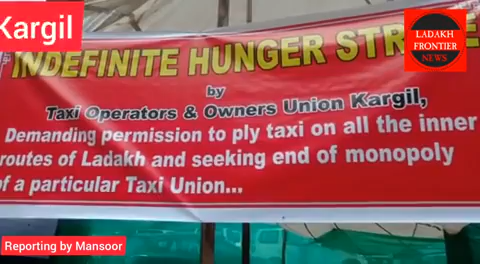 Kargil
LADAKH
FRONTIER
NEWS
INDEFINITE HUNGER STRIKE
by
Taxi Operators & Owners Union Kargil,
Demanding permission to ply taxi on all the inner
routes of Ladakh and seeking end of monopoly
of a particular Taxi Union...
Reporting by Mansoor